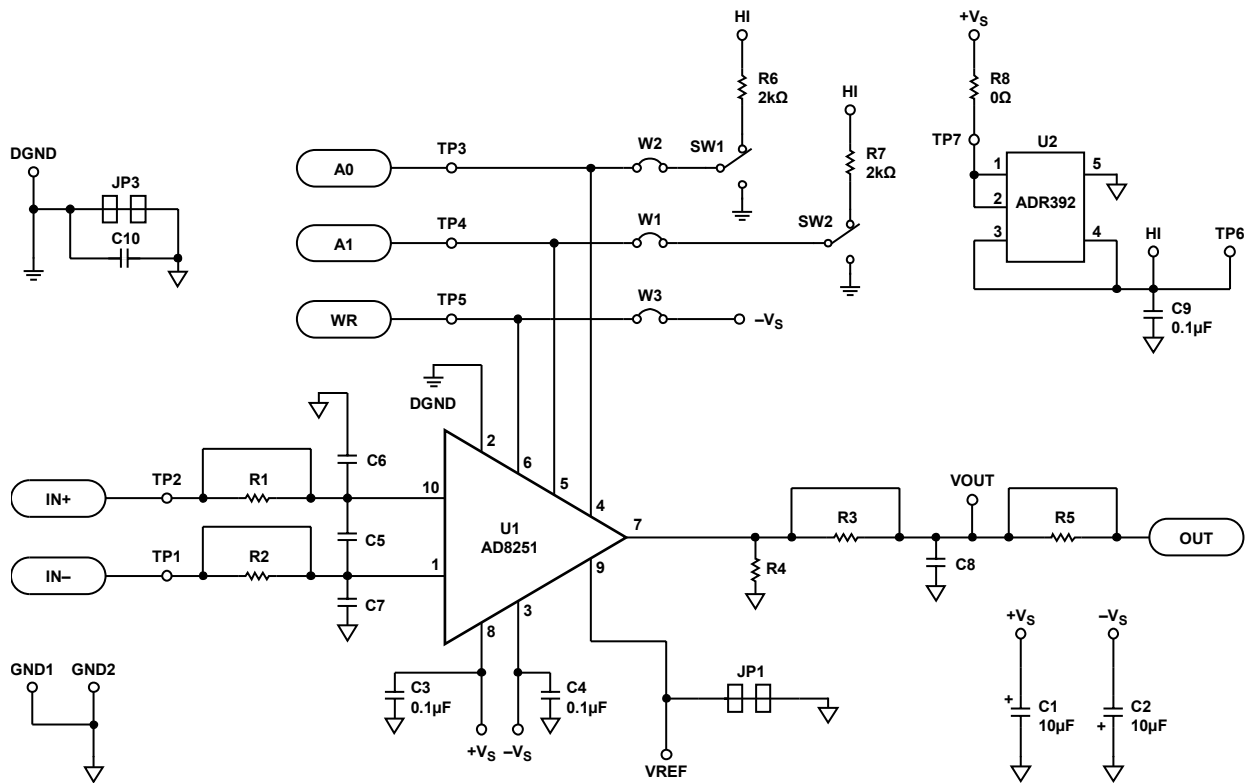 HI
+VS
R6
2kΩ
HI
R8
0Ω
DGND
TP3
W2
SW1
R7
2kΩ
TP7
U2
A0
JP3
1
5
2
ADR392
C10
TP4
W1
SW2
A1
3
4
HI
TP6
TP5
W3
WR
–VS
C9
0.1µF
DGND
2
6
C6
5
IN+
TP2
R1
10
4
VOUT
U1
AD8251
7
R3
R5
C5
OUT
IN–
TP1
R2
1
9
R4
C8
C7
3
8
+VS
–VS
GND1
GND2
C3
0.1µF
C4
0.1µF
JP1
C1
10µF
+
C2
10µF
+
+VS
–VS
VREF